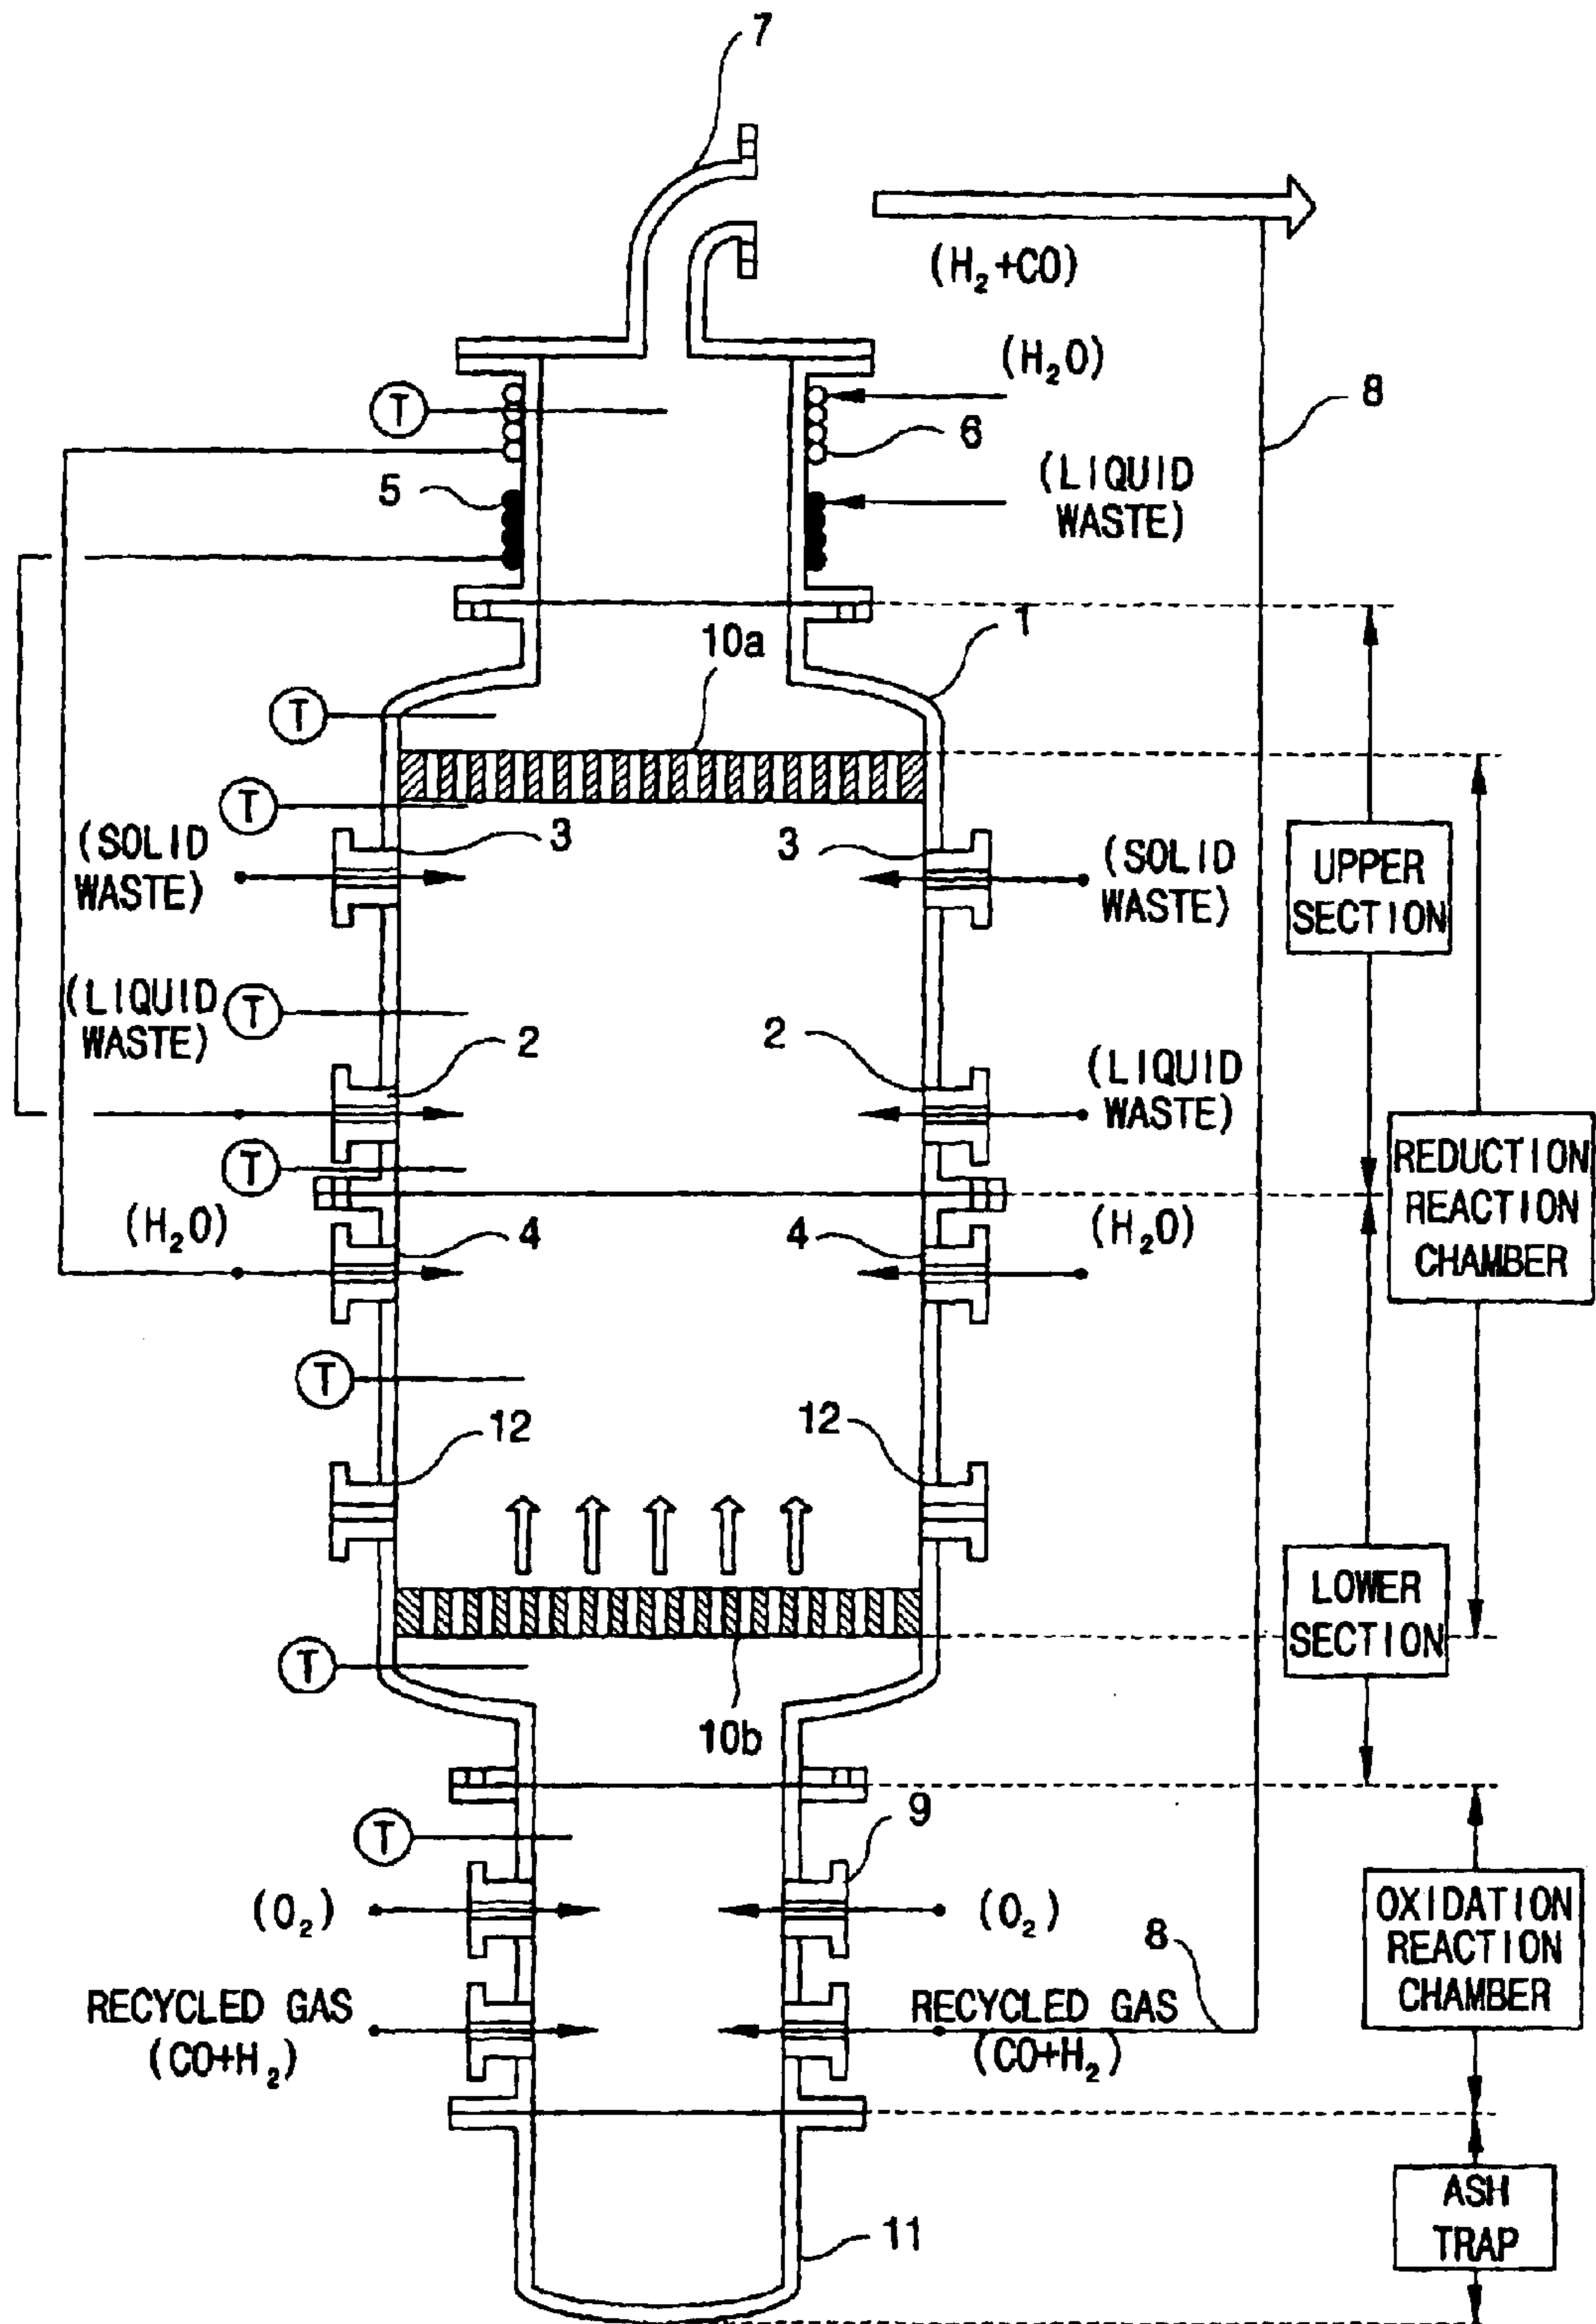 7
(H₂+CO)
(H₂O)
T
8
6
5
(LIQUID
WASTE)
1
10a
T
T
3
3
(SOLID
WASTE)
(SOLID
WASTE)
UPPER
SECTION
(LIQUID
WASTE)
T
2
2
(LIQUID
WASTE)
T
REDUCTION
REACTION
CHAMBER
(H₂O)
4
4
(H₂O)
T
12
12
LOWER
SECTION
T
10b
9
T
(O₂)
(O₂)
OXIDATION
REACTION
CHAMBER
8
RECYCLED GAS
(CO+H₂)
RECYCLED GAS
(CO+H₂)
ASH
TRAP
11